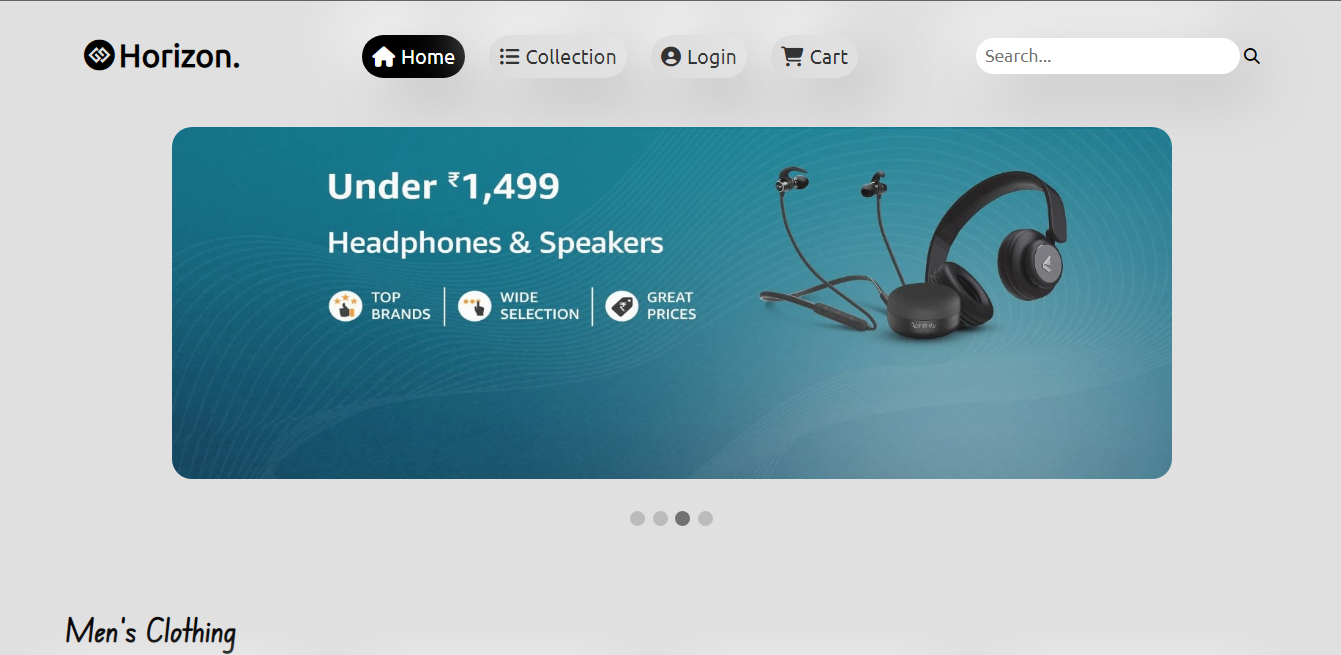 Horizon.
Home
Collection
Login
Cart
Search...
Under ₹1,499
Headphones & Speakers
TOP
BRANDS
WIDE
SELECTION
GREAT
PRICES
infinity
Men's Clothing